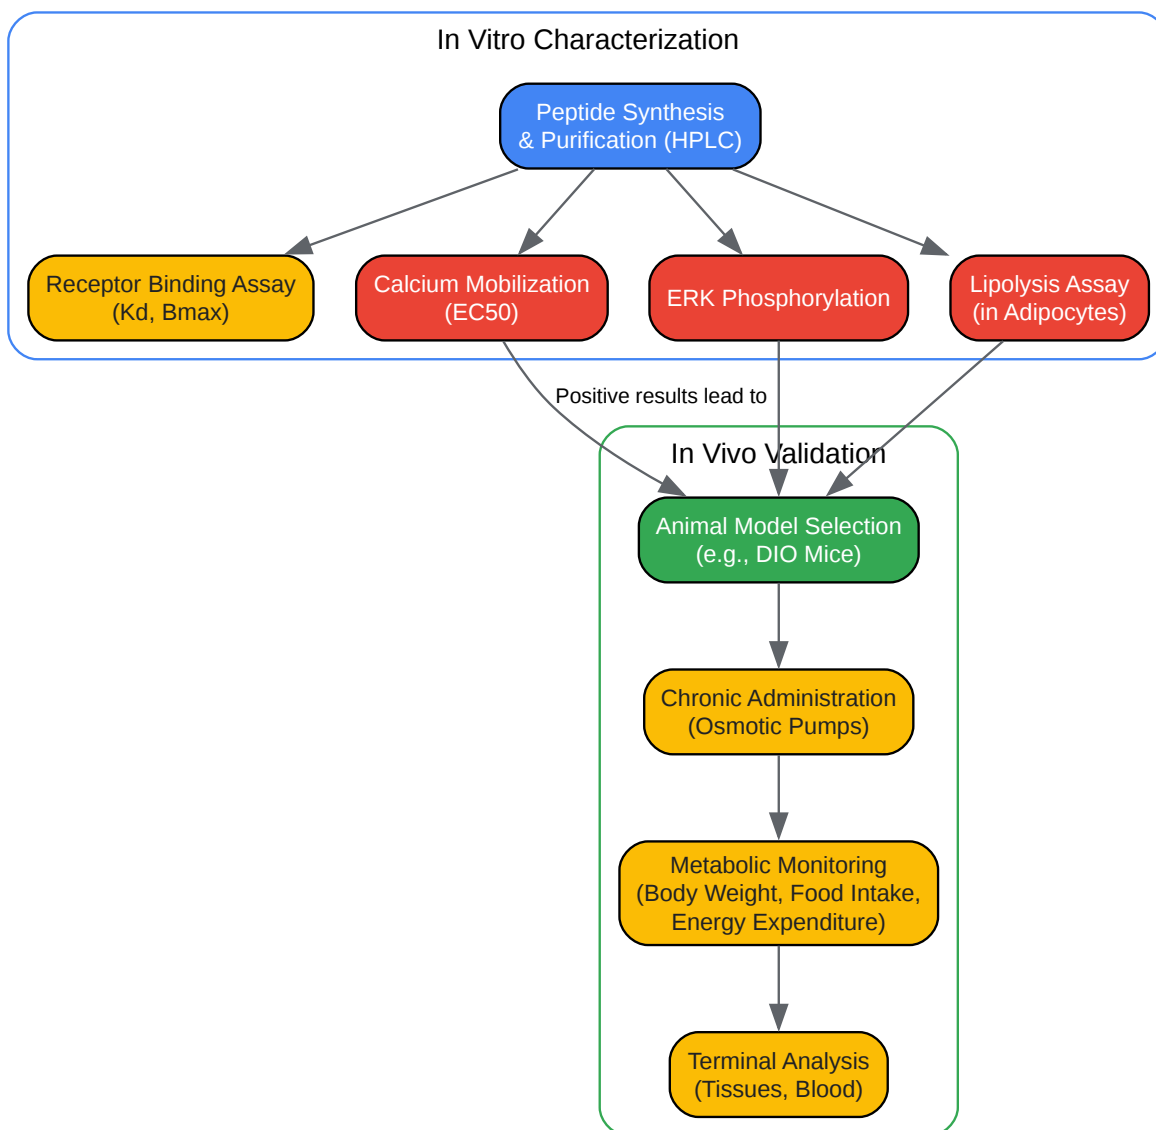 In Vitro Characterization
Peptide Synthesis
& Purification (HPLC)
Receptor Binding Assay
(Kd, Bmax)
Calcium Mobilization
(EC50)
ERK Phosphorylation
Lipolysis Assay
(in Adipocytes)
Positive results lead to
In Vivo Validation
Animal Model Selection
(e.g., DIO Mice)
Chronic Administration
(Osmotic Pumps)
Metabolic Monitoring
(Body Weight, Food Intake,
Energy Expenditure)
Terminal Analysis
(Tissues, Blood)